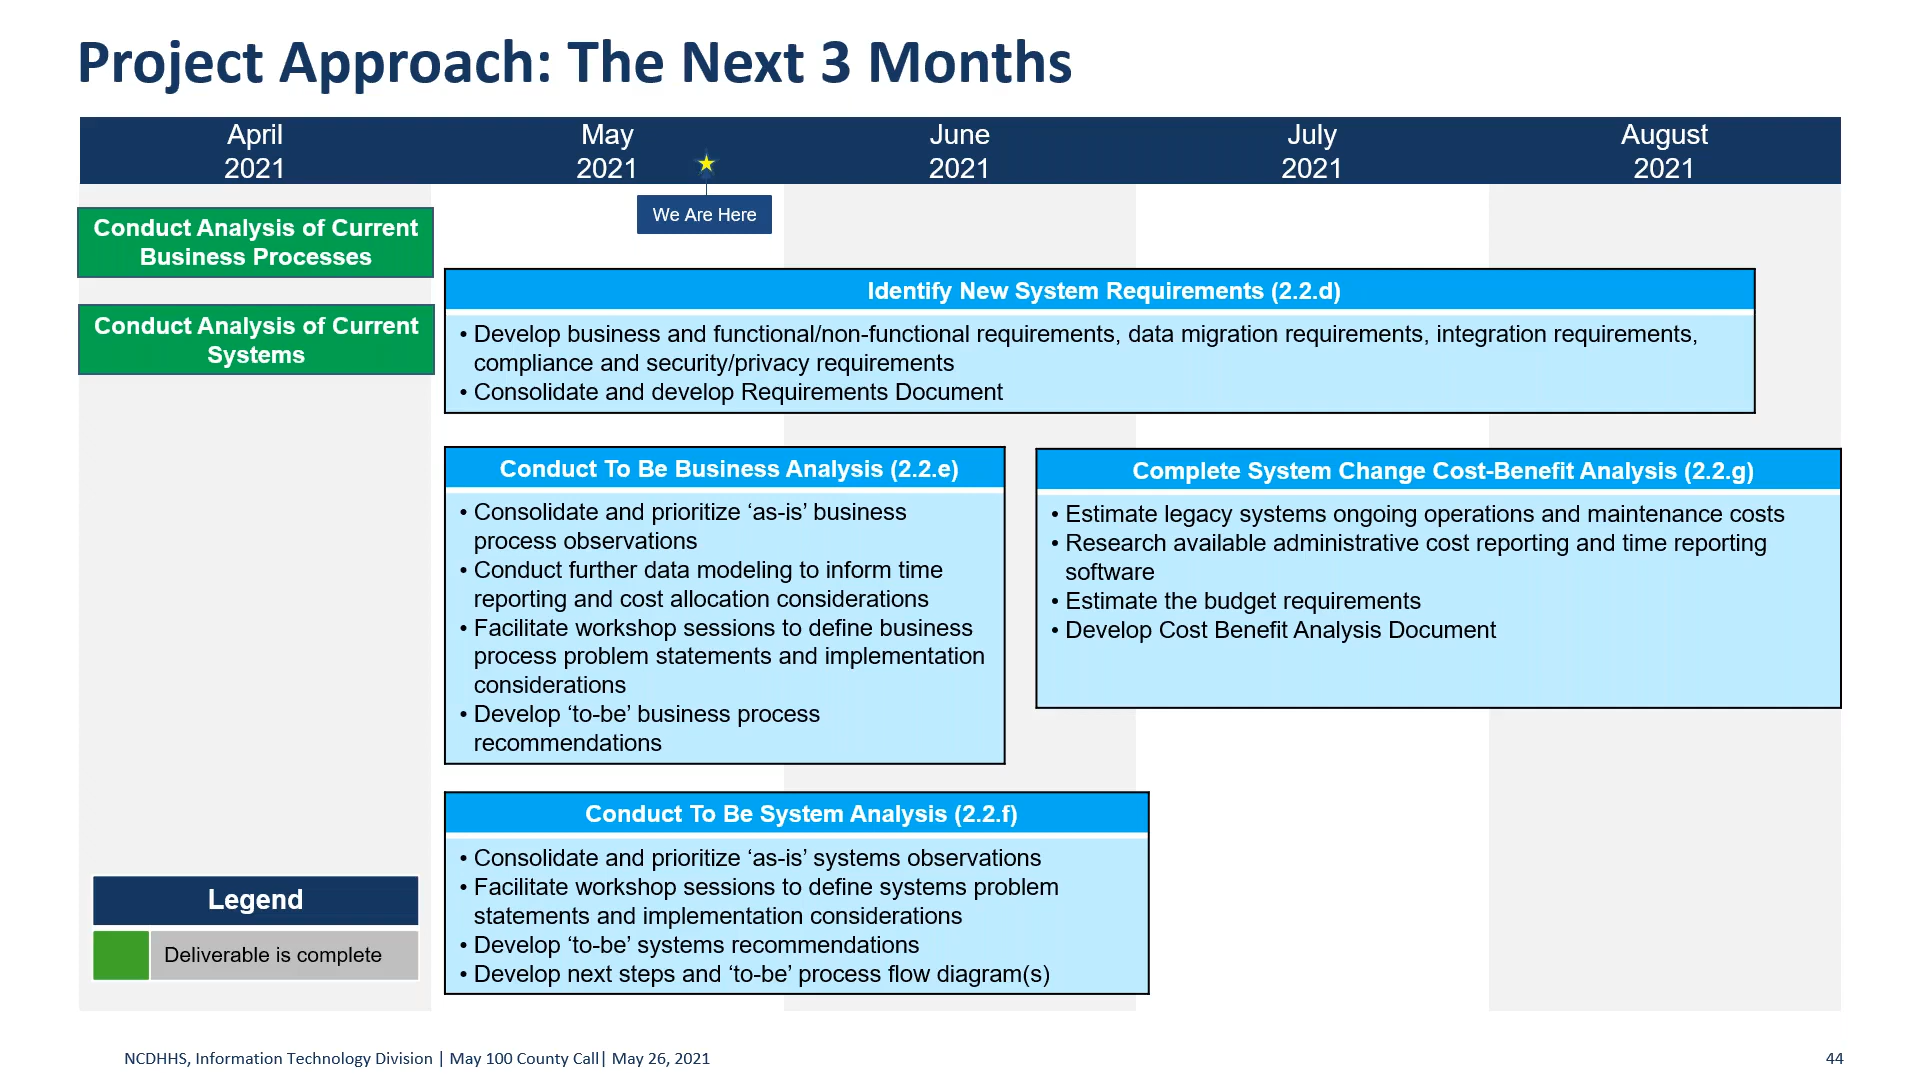 Project Approach: The Next 3 Months
April
2021
May
2021
June
2021
July
2021
August
2021
We Are Here
Conduct Analysis of Current
Business Processes
Conduct Analysis of Current
Systems
Identify New System Requirements (2.2.d)
• Develop business and functional/non-functional requirements, data migration requirements, integration requirements,
compliance and security/privacy requirements
• Consolidate and develop Requirements Document
Conduct To Be Business Analysis (2.2.e)
• Consolidate and prioritize ‘as-is’ business
process observations
• Conduct further data modeling to inform time
reporting and cost allocation considerations
• Facilitate workshop sessions to define business
process problem statements and implementation
considerations
• Develop ‘to-be’ business process
recommendations
Complete System Change Cost-Benefit Analysis (2.2.g)
• Estimate legacy systems ongoing operations and maintenance costs
• Research available administrative cost reporting and time reporting
software
• Estimate the budget requirements
• Develop Cost Benefit Analysis Document
Conduct To Be System Analysis (2.2.f)
• Consolidate and prioritize ‘as-is’ systems observations
• Facilitate workshop sessions to define systems problem
statements and implementation considerations
• Develop ‘to-be’ systems recommendations
• Develop next steps and ‘to-be’ process flow diagram(s)
Legend
Deliverable is complete
NCDHHS, Information Technology Division | May 100 County Call| May 26, 2021
44